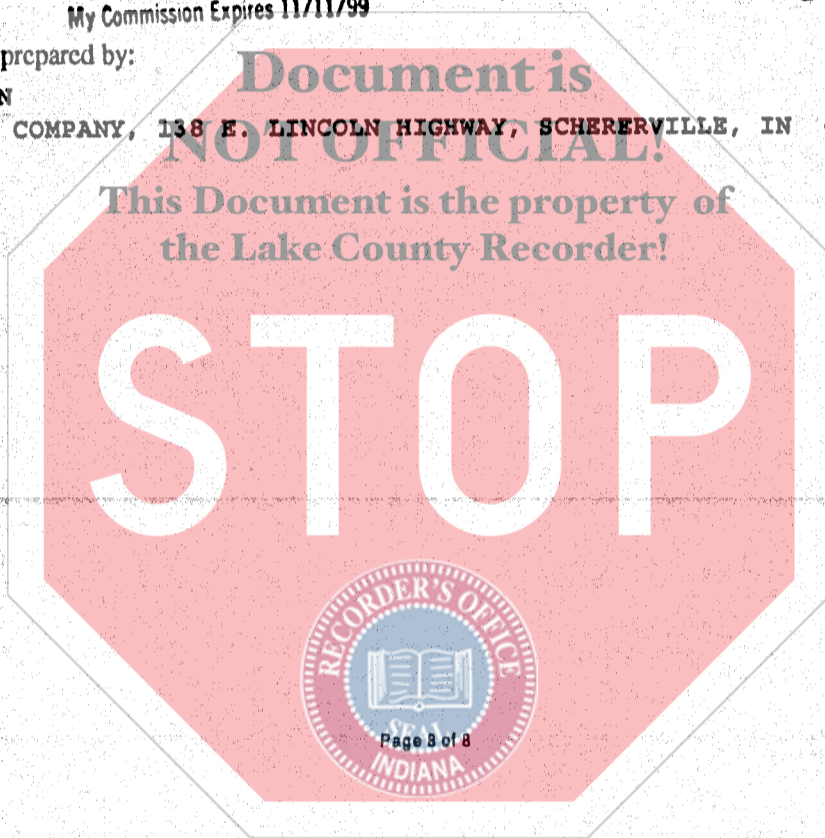 My Commission Expires 11/11/99
prepared by:
N
Document is
COMPANY, 138 E. LINCOLN HIGHWAY, SCHERERVILLE, IN
NOT OFFICIAL!
This Document is the property of
the Lake County Recorder!
STOP
RECORDER'S OFFICE
SEAL
Page 8 of 8
INDIANA